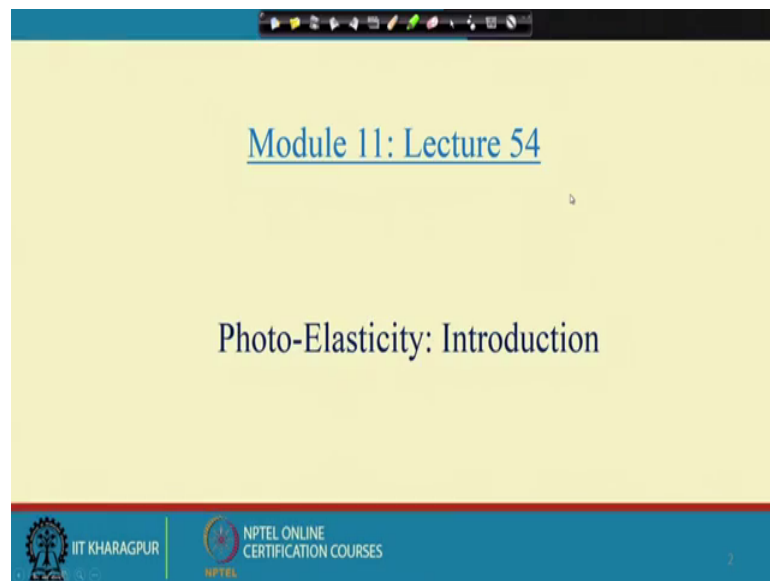 Module 11: Lecture 54
Photo-Elasticity: Introduction
IIT KHARAGPUR
NPTEL
NPTEL ONLINE
CERTIFICATION COURSES
2